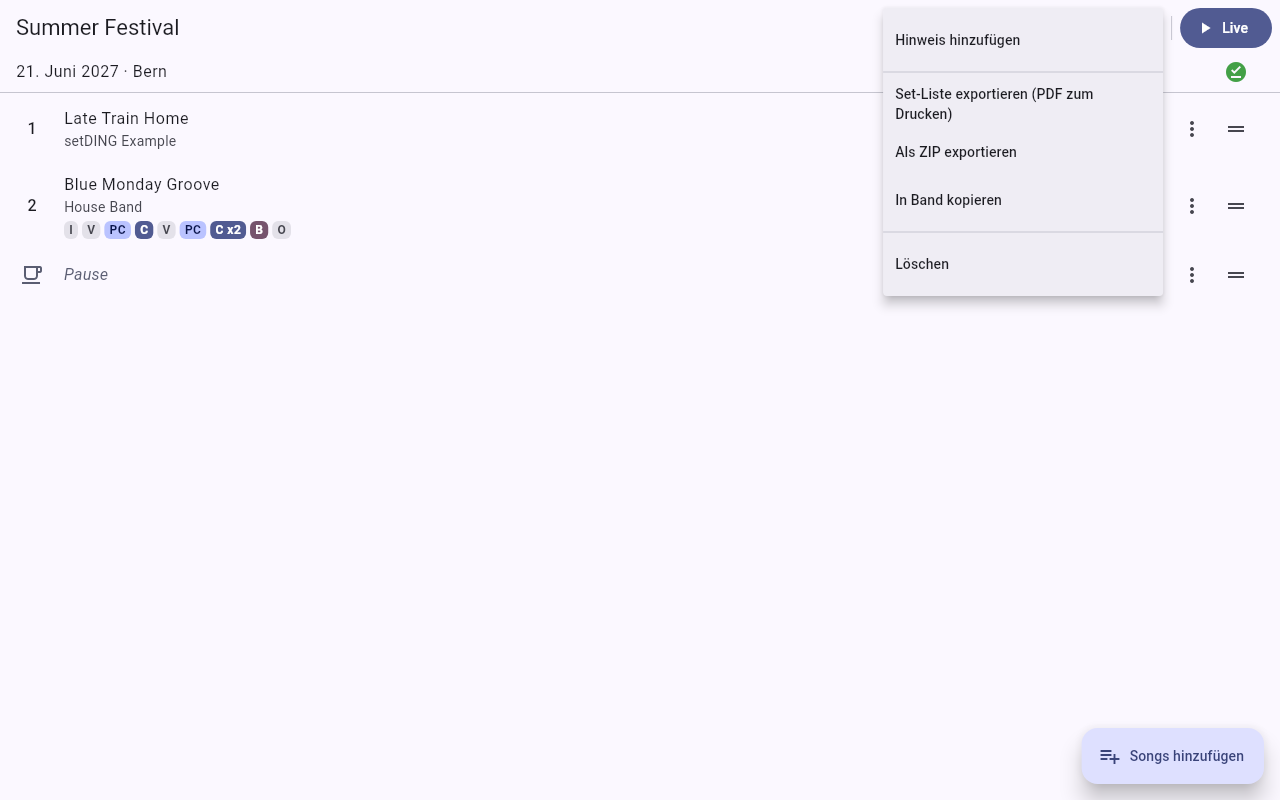 Summer Festival
Live
21. Juni 2027 · Bern
Hinweis hinzufügen
Set-Liste exportieren (PDF zum
Drucken)
Als ZIP exportieren
In Band kopieren
Löschen
1
Late Train Home
setDING Example
2
Blue Monday Groove
House Band
I V PC C V PC C x2 B O
Pause
Songs hinzufügen